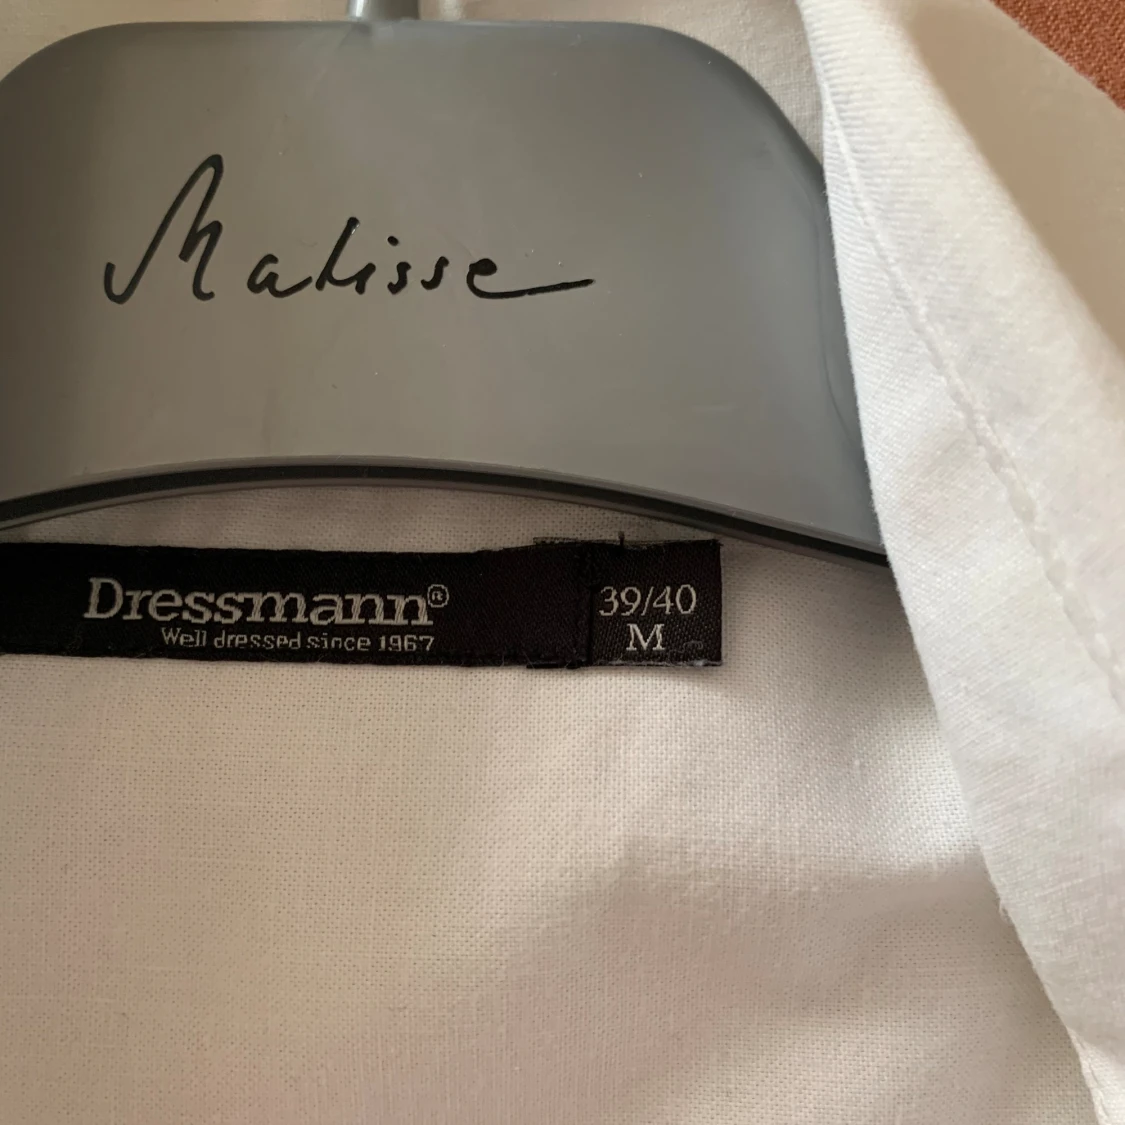 Matisse
Dressmann®
Well dressed since 1967
39/40
M